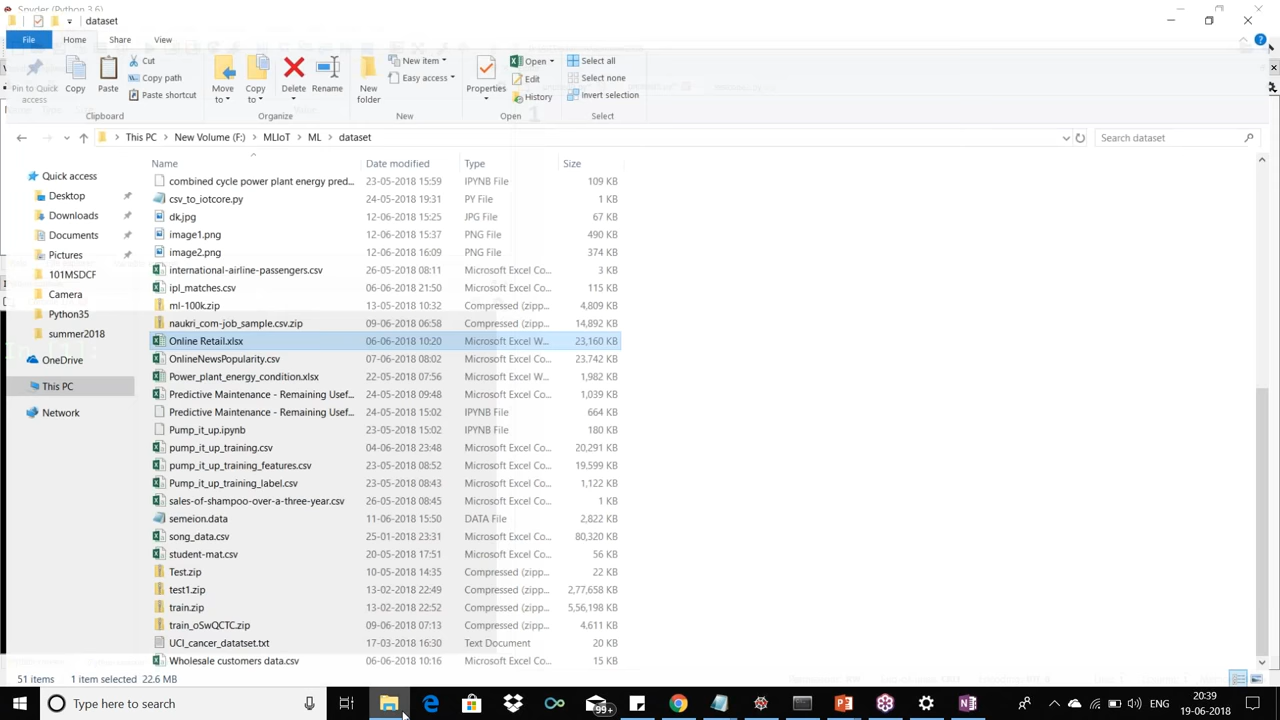 Spyder (Python 3.6)
dataset
File Home Share View
Pin to Quick access
Copy
Paste
Cut
Copy path
Paste shortcut
Clipboard
Move to
Copy to
Delete
Rename
Organize
New folder
New item
Easy access
New
Properties
Open
Edit
History
Open
Select all
Select none
Invert selection
Select
This PC > New Volume (F:) > MLIoT > ML > dataset
Search dataset
Quick access
Desktop
Downloads
Documents
Pictures
101MSDCF
Camera
Python35
summer2018
OneDrive
This PC
Network
Name Date modified Type Size
combined cycle power plant energy pred... 23-05-2018 15:59 IPYNB File 109 KB
csv_to_iotcore.py 24-05-2018 19:31 PY File 1 KB
dk.jpg 12-06-2018 15:25 JPG File 67 KB
image1.png 12-06-2018 15:37 PNG File 490 KB
image2.png 12-06-2018 16:09 PNG File 374 KB
international-airline-passengers.csv 26-05-2018 08:11 Microsoft Excel Co... 3 KB
ipl_matches.csv 06-06-2018 21:50 Microsoft Excel Co... 115 KB
ml-100k.zip 13-05-2018 10:32 Compressed (zipp... 4,809 KB
naukri_com-job_sample.csv.zip 09-06-2018 06:58 Compressed (zipp... 14,892 KB
Online Retail.xlsx 06-06-2018 10:20 Microsoft Excel W... 23,160 KB
OnlineNewsPopularity.csv 07-06-2018 08:02 Microsoft Excel Co... 23,742 KB
Power_plant_energy_condition.xlsx 22-05-2018 07:56 Microsoft Excel W... 1,982 KB
Predictive Maintenance - Remaining Usef... 24-05-2018 09:48 Microsoft Excel Co... 1,039 KB
Predictive Maintenance - Remaining Usef... 24-05-2018 15:02 IPYNB File 664 KB
Pump_it_up.ipynb 23-05-2018 15:02 IPYNB File 180 KB
pump_it_up_training.csv 04-06-2018 23:48 Microsoft Excel Co... 20,291 KB
pump_it_up_training_features.csv 23-05-2018 08:52 Microsoft Excel Co... 19,599 KB
Pump_it_up_training_label.csv 23-05-2018 08:43 Microsoft Excel Co... 1,122 KB
sales-of-shampoo-over-a-three-year.csv 26-05-2018 08:45 Microsoft Excel Co... 1 KB
semeion.data 11-06-2018 15:50 DATA File 2,822 KB
song_data.csv 25-01-2018 23:31 Microsoft Excel Co... 80,320 KB
student-mat.csv 20-05-2018 17:51 Microsoft Excel Co... 56 KB
Test.zip 10-05-2018 14:35 Compressed (zipp... 22 KB
test1.zip 13-02-2018 22:49 Compressed (zipp... 2,77,658 KB
train.zip 13-02-2018 22:52 Compressed (zipp... 5,56,198 KB
train_oSwQCTC.zip 09-06-2018 07:13 Compressed (zipp... 4,611 KB
UCI_cancer_datatset.txt 17-03-2018 16:30 Text Document 20 KB
Wholesale customers data.csv 06-06-2018 10:16 Microsoft Excel Co... 15 KB
51 items 1 item selected 22.6 MB
Type here to search
99+
20:39
19-06-2018